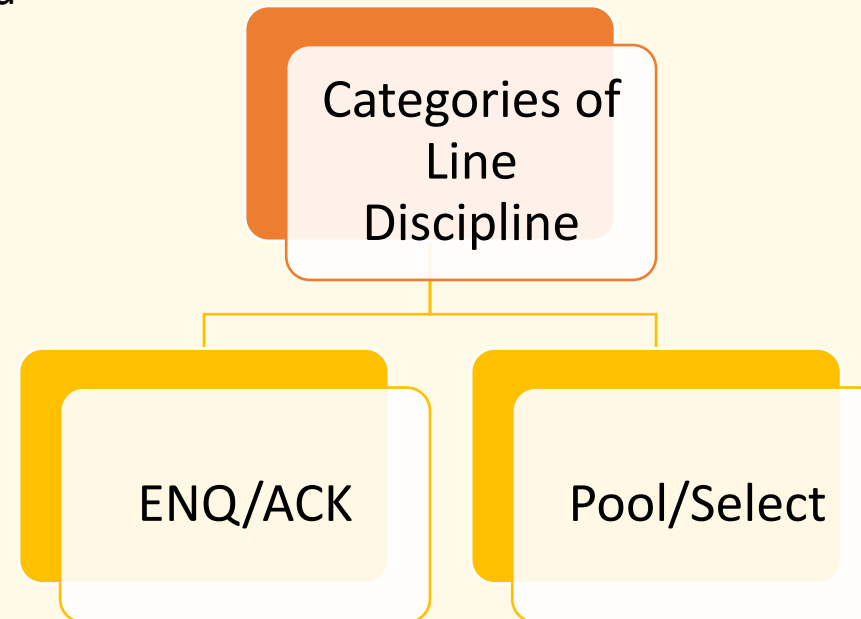 Categories of
Line
Discipline
ENQ/ACK
Pool/Select